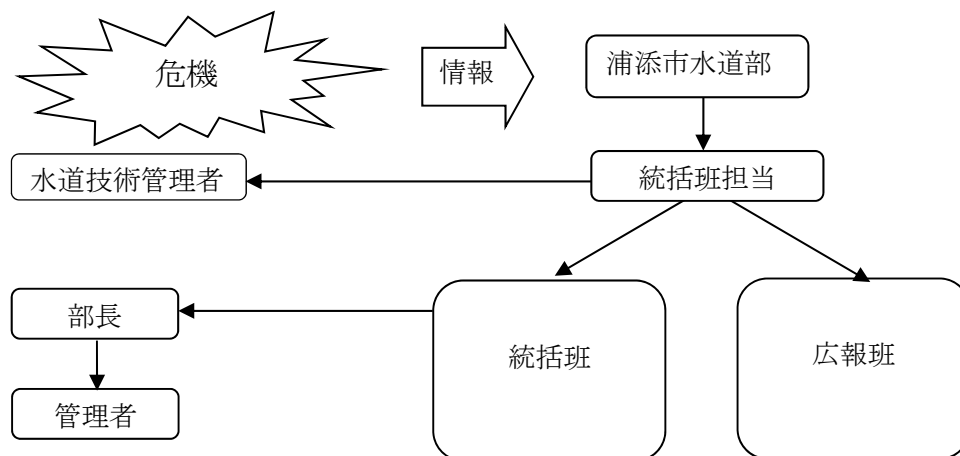 危機
情報
浦添市水道部
水道技術管理者
統括班担当
部長
統括班
広報班
管理者